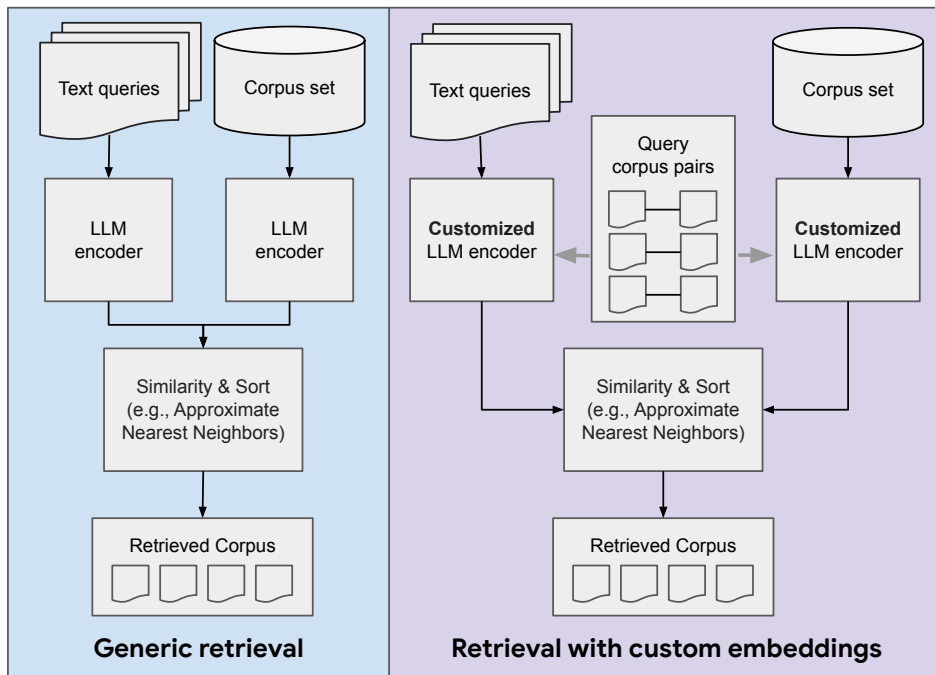 Text queries
Corpus set
LLM
encoder
LLM
encoder
Similarity & Sort
(e.g., Approximate
Nearest Neighbors)
Retrieved Corpus
Generic retrieval
Text queries
Corpus set
Query
corpus pairs
Customized
LLM encoder
Customized
LLM encoder
Similarity & Sort
(e.g., Approximate
Nearest Neighbors)
Retrieved Corpus
Retrieval with custom embeddings